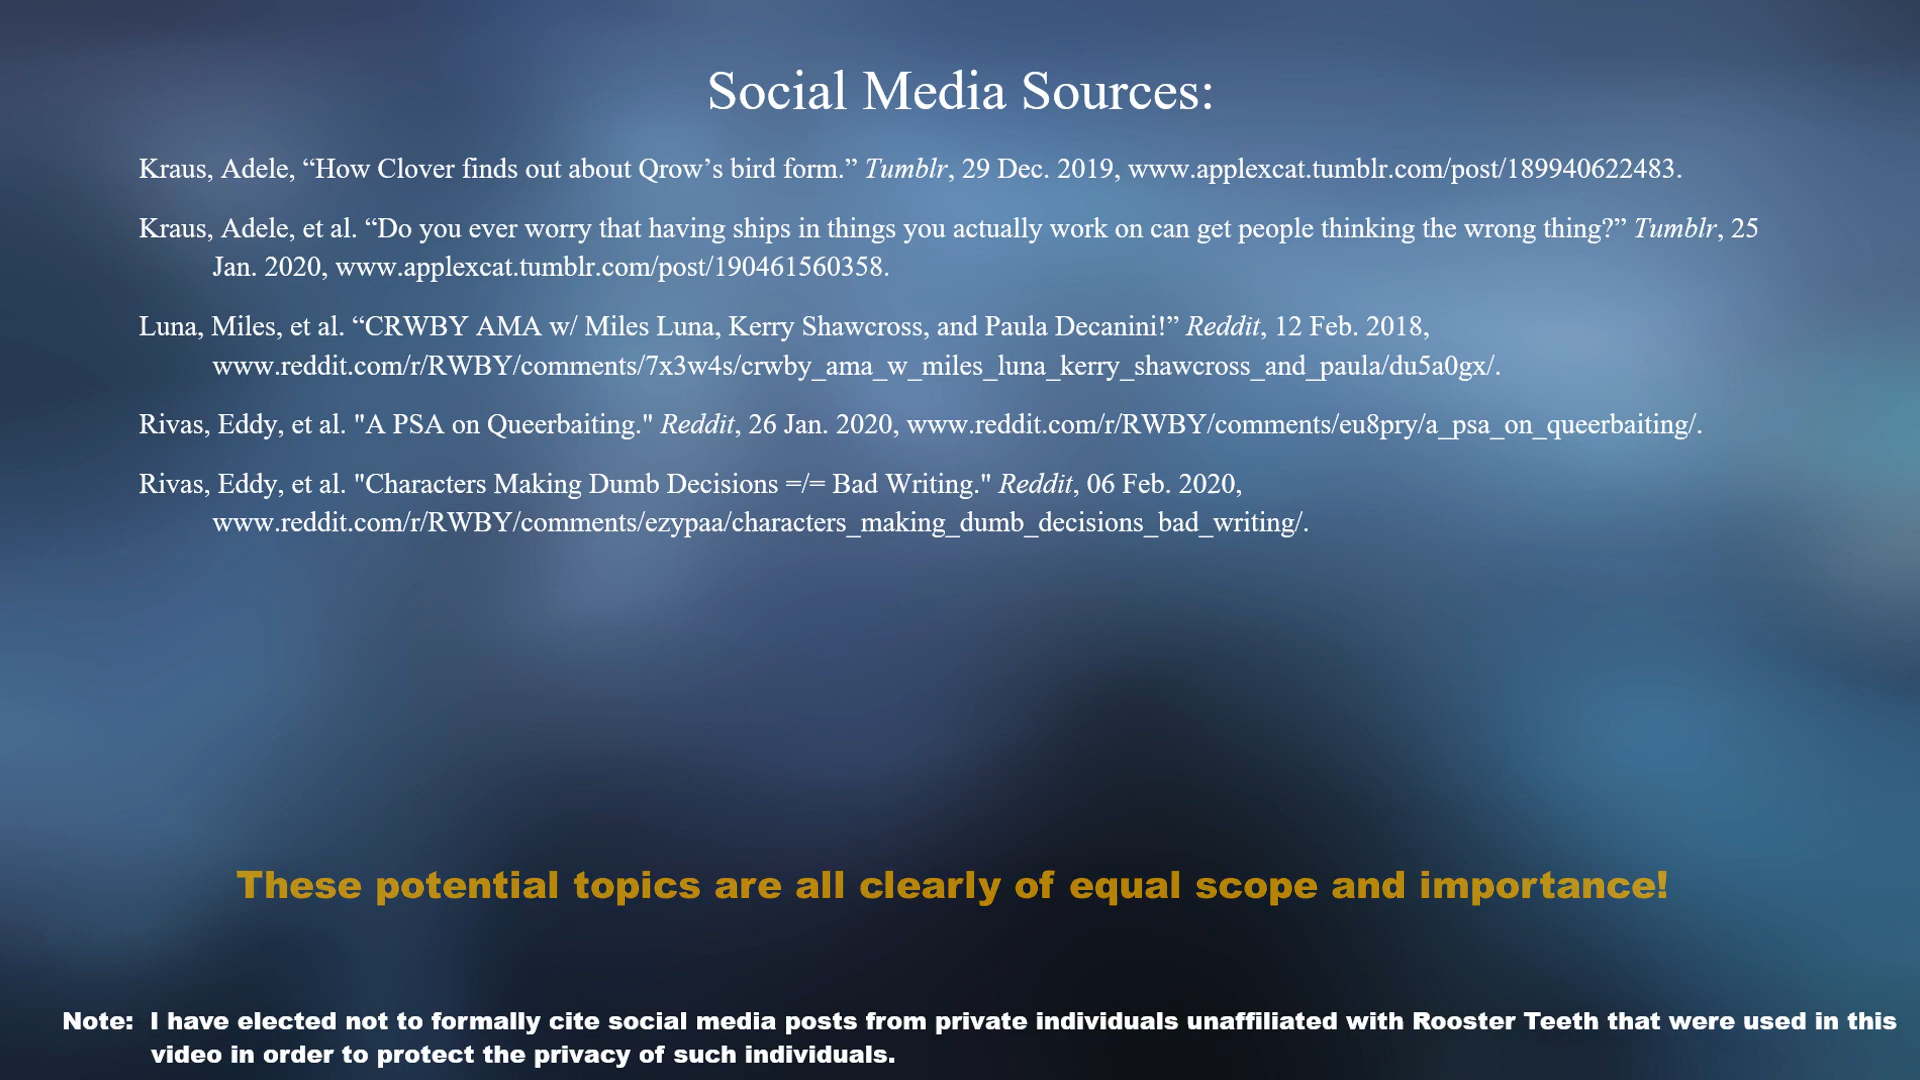 Social Media Sources:
Kraus, Adele, “How Clover finds out about Qrow’s bird form.” Tumblr, 29 Dec. 2019, www.applexcat.tumblr.com/post/189940622483.
Kraus, Adele, et al. “Do you ever worry that having ships in things you actually work on can get people thinking the wrong thing?” Tumblr, 25
Jan. 2020, www.applexcat.tumblr.com/post/190461560358.
Luna, Miles, et al. “CRWBY AMA w/ Miles Luna, Kerry Shawcross, and Paula Decanini!” Reddit, 12 Feb. 2018,
www.reddit.com/r/RWBY/comments/7x3w4s/crwby_ama_w_miles_luna_kerry_shawcross_and_paula/du5a0gx/.
Rivas, Eddy, et al. "A PSA on Queerbaiting." Reddit, 26 Jan. 2020, www.reddit.com/r/RWBY/comments/eu8pry/a_psa_on_queerbaiting/.
Rivas, Eddy, et al. "Characters Making Dumb Decisions =/= Bad Writing." Reddit, 06 Feb. 2020,
www.reddit.com/r/RWBY/comments/ezypaa/characters_making_dumb_decisions_bad_writing/.
These potential topics are all clearly of equal scope and importance!
Note: I have elected not to formally cite social media posts from private individuals unaffiliated with Rooster Teeth that were used in this
video in order to protect the privacy of such individuals.